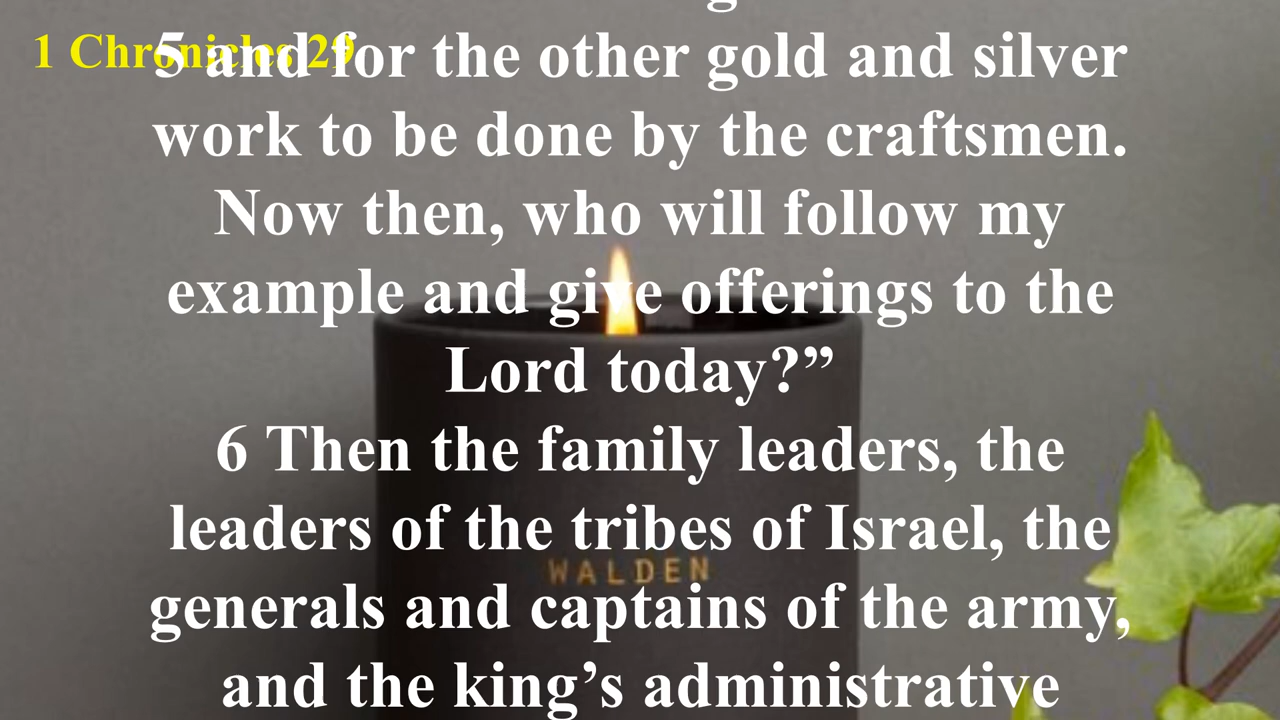 1 Chronicles 29
5 and for the other gold and silver
work to be done by the craftsmen.
Now then, who will follow my
example and give offerings to the
Lord today?”
6 Then the family leaders, the
leaders of the tribes of Israel, the
WALDEN
generals and captains of the army,
and the king’s administrative